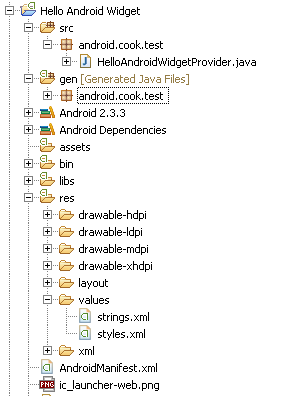 Hello Android Widget
src
android.cook.test
HelloAndroidWidgetProvider.java
gen [Generated Java Files]
android.cook.test
Android 2.3.3
Android Dependencies
assets
bin
libs
res
drawable-hdpi
drawable-ldpi
drawable-mdpi
drawable-xhdpi
layout
values
strings.xml
styles.xml
xml
AndroidManifest.xml
ic_launcher-web.png